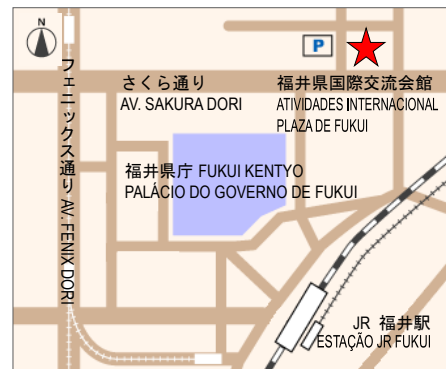 N
P
さくら通り
AV. SAKURA DORI
福井県国際交流会館
ATIVIDADES INTERNACIONAL
PLAZA DE FUKUI
フェニックス通り AV. FENIX DORI
福井県庁 FUKUI KENTYO
PALÁCIO DO GOVERNO DE FUKUI
JR 福井駅
ESTAÇÃO JR FUKUI